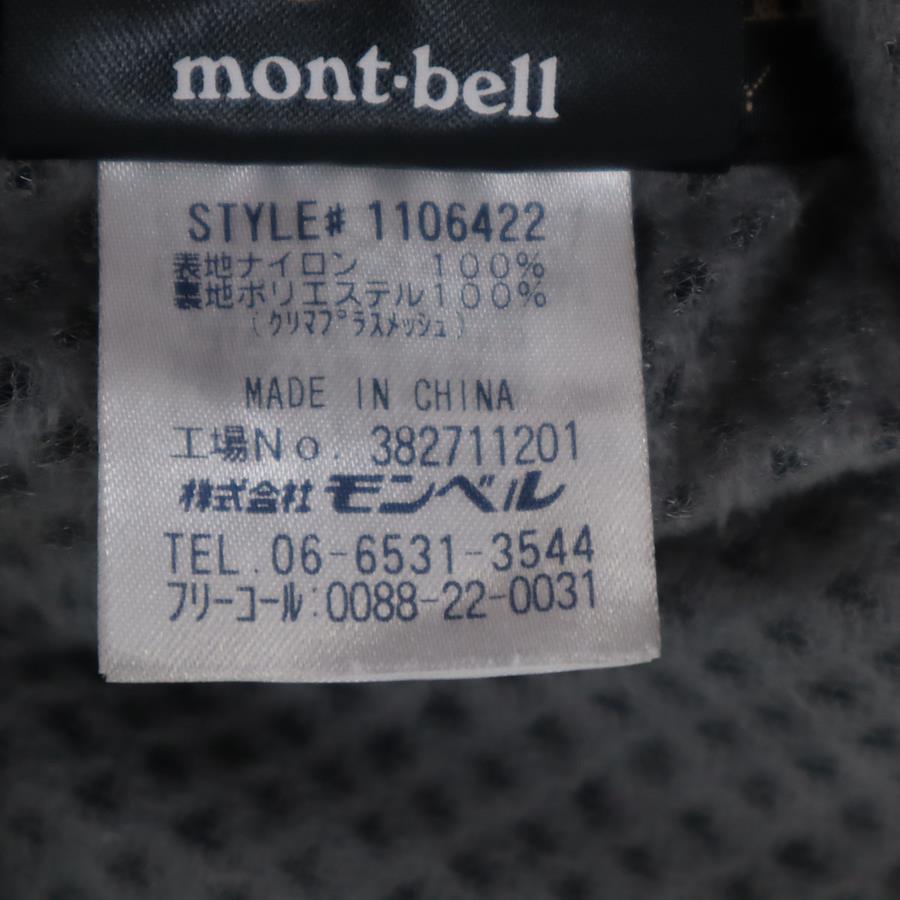 mont·bell
STYLE# 1106422
表地ナイロン 100%
裏地ポリエステル100%
(クリマプラスメッシュ)
MADE IN CHINA
工場No. 382711201
株式会社モンベル
TEL. 06-6531-3544
フリーコール:0088-22-0031